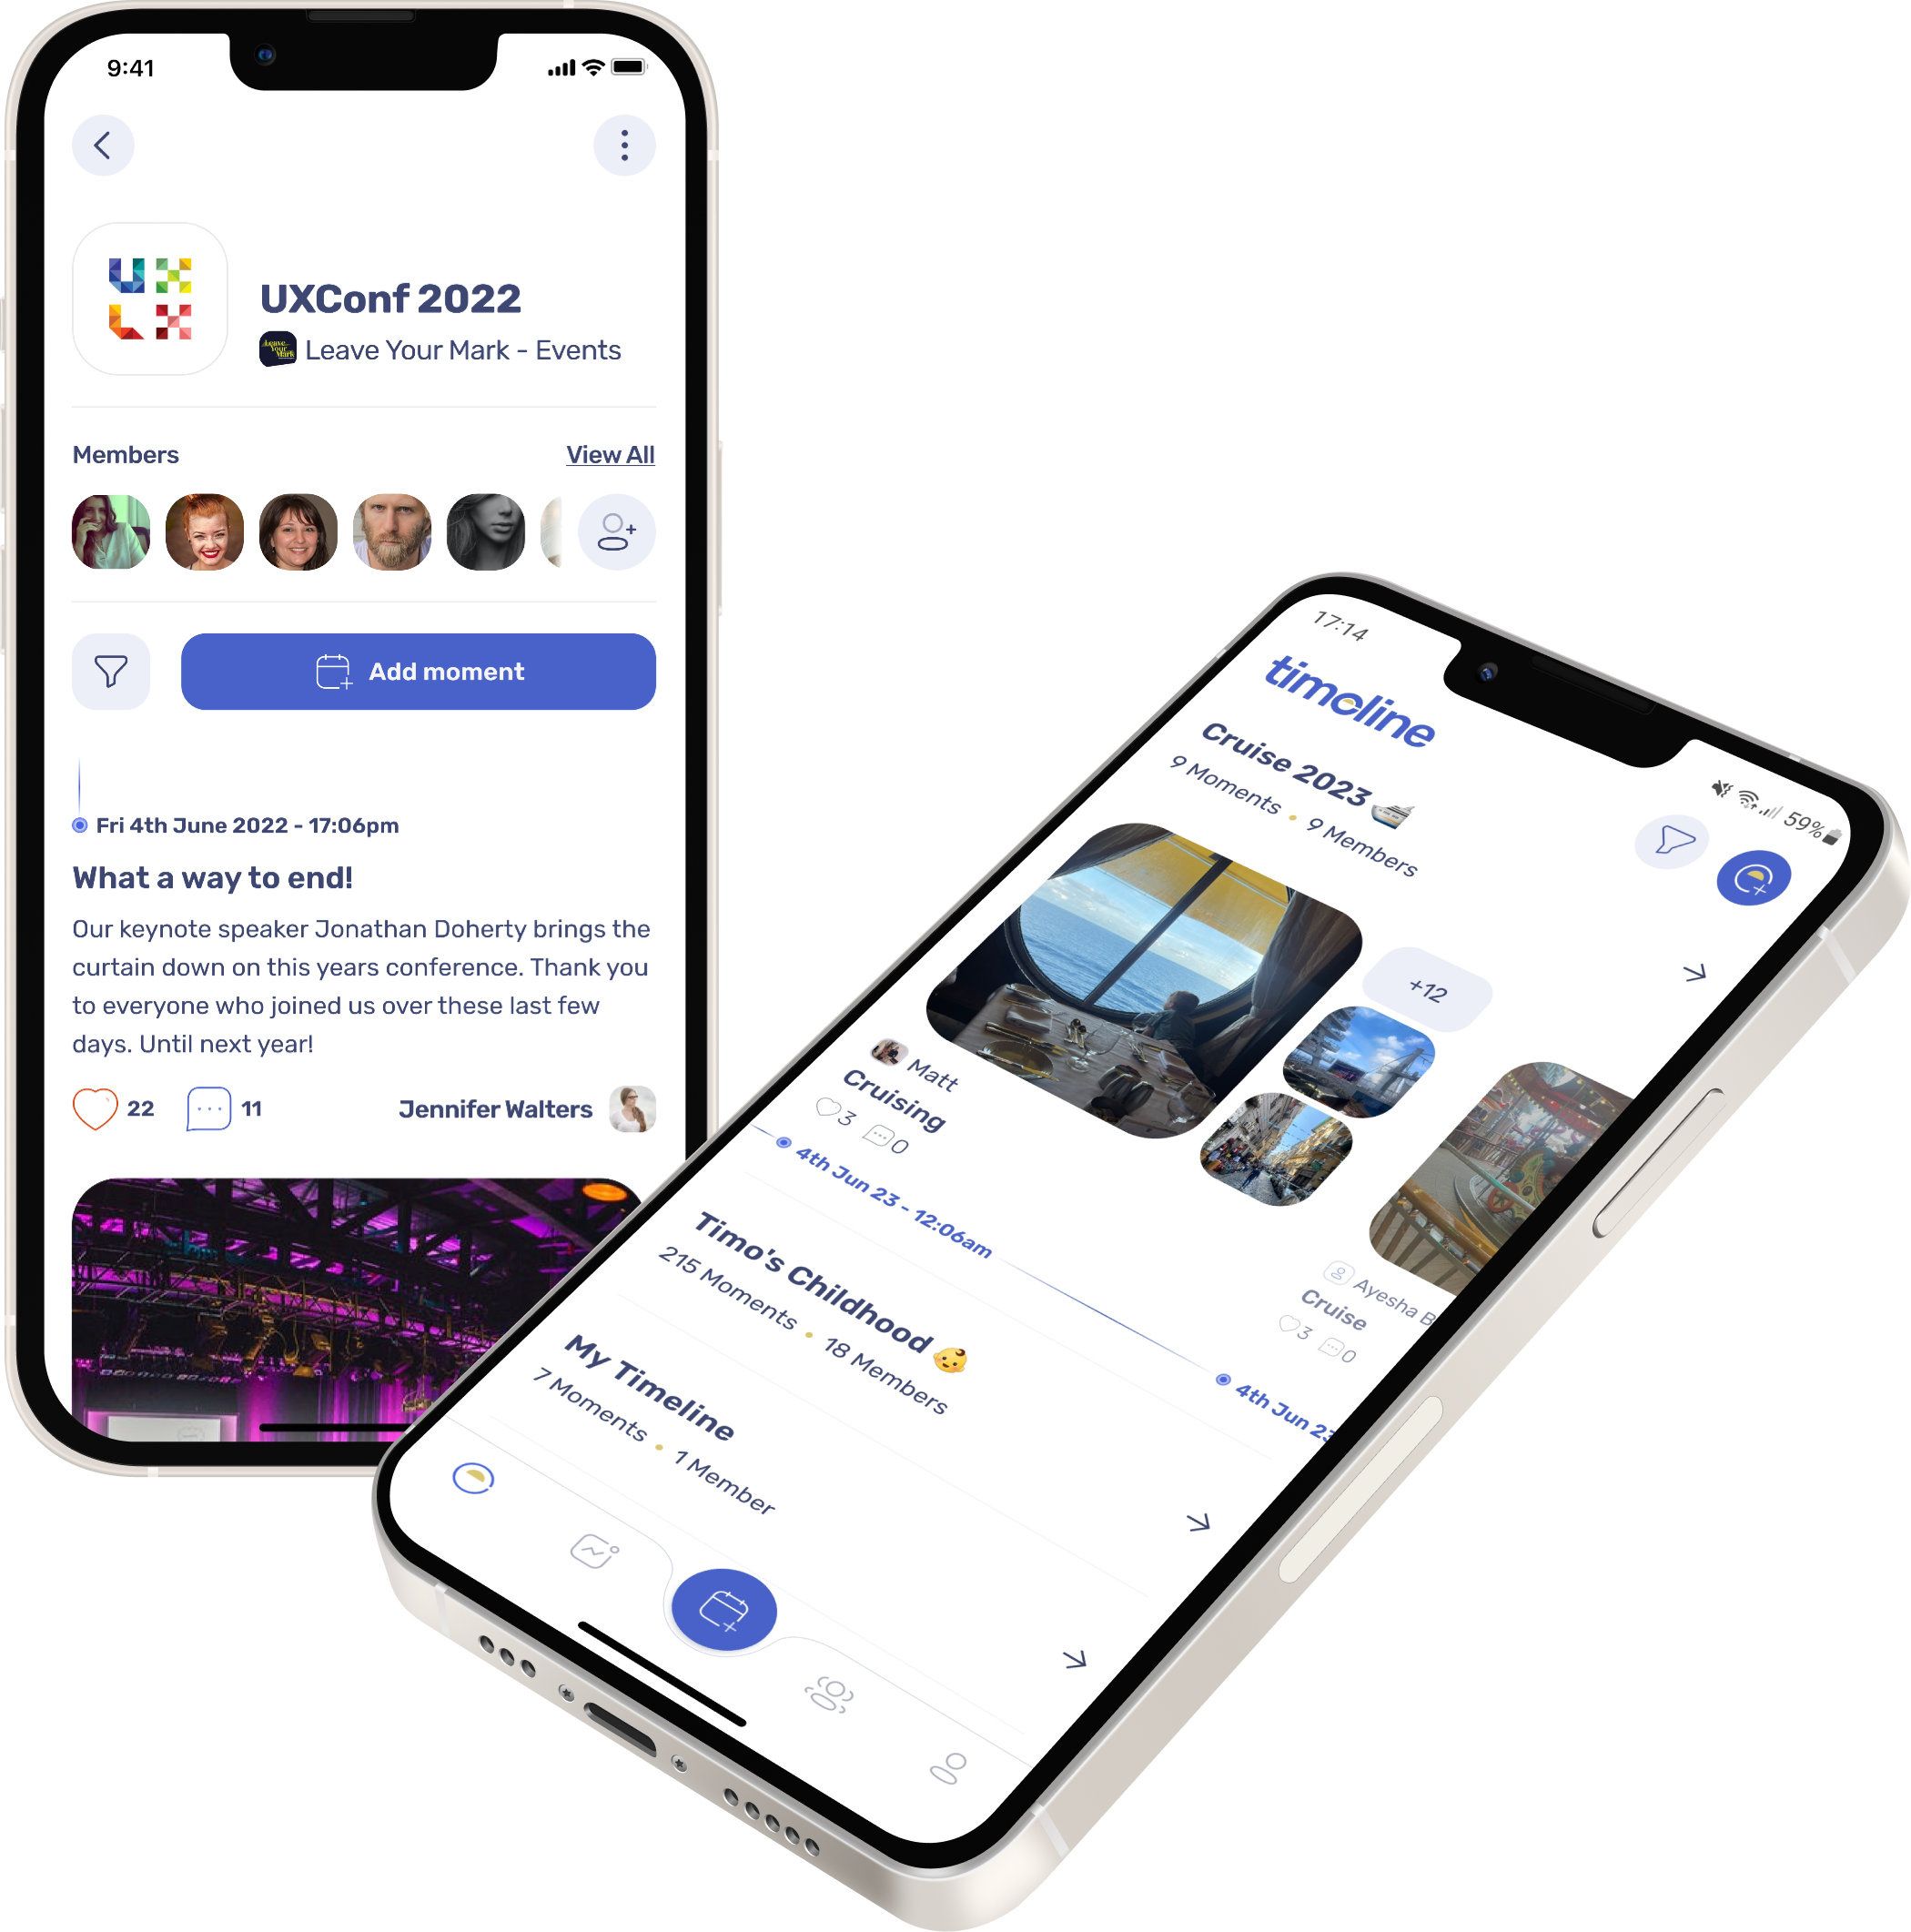 9:41
UXConf 2022
Leave Your Mark
Leave Your Mark - Events
Members
View All
Add moment
Fri 4th June 2022 - 17:06pm
What a way to end!
Our keynote speaker Jonathan Doherty brings the
curtain down on this years conference. Thank you
to everyone who joined us over these last few
days. Until next year!
22
11
Jennifer Walters
17:14
59%
timeline
Cruise 2023
9 Moments • 9 Members
+12
Matt
Cruising
3
0
4th Jun 23 - 12:06am
Ayesha B
Cruise
3
0
4th Jun 23
Timo's Childhood
215 Moments • 18 Members
My Timeline
7 Moments • 1 Member